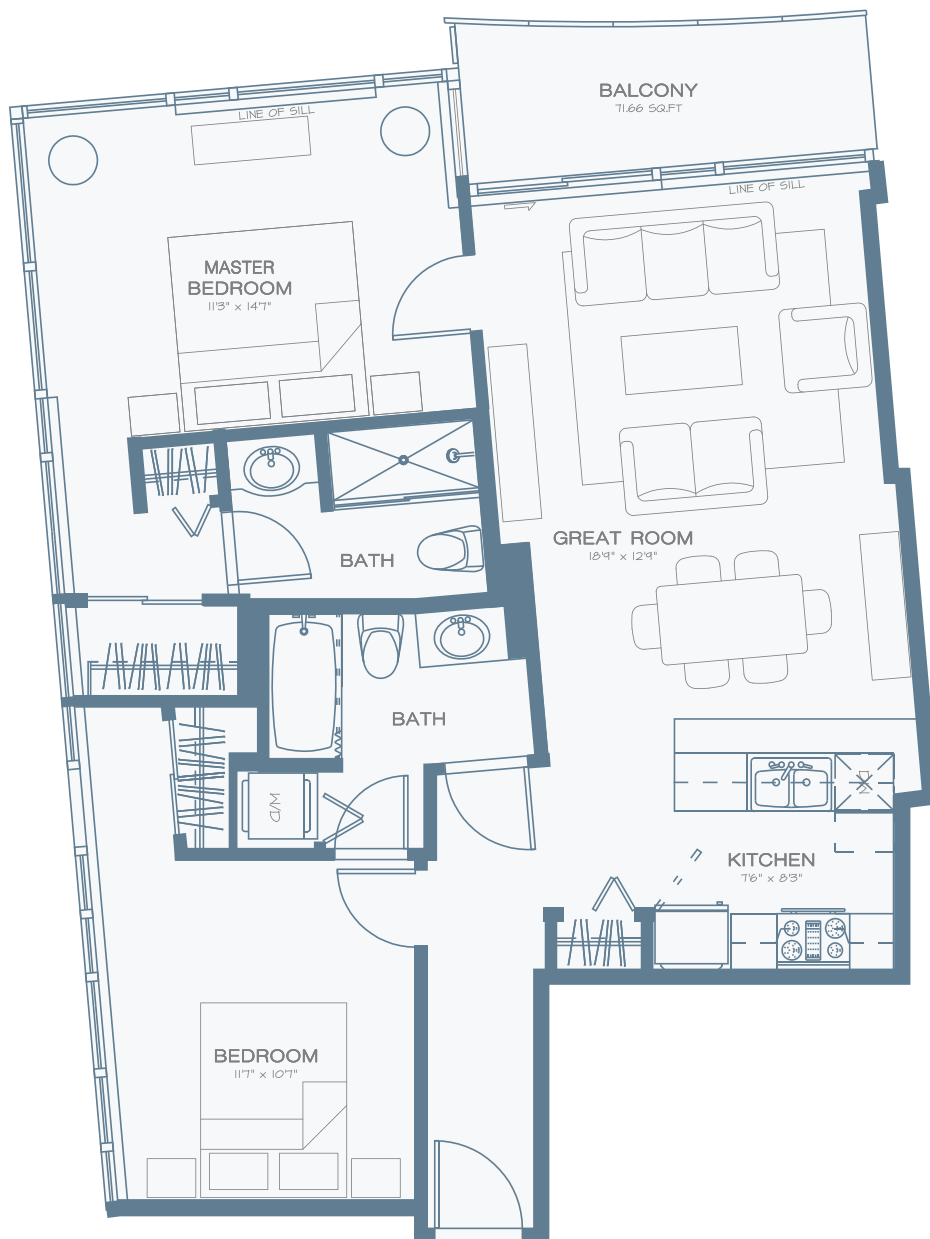 BALCONY
71.66 SQ.FT
LINE OF SILL
LINE OF SILL
MASTER
BEDROOM
11'3" x 14'7"
GREAT ROOM
18'9" x 12'9"
BATH
BATH
W/D
DW
KITCHEN
7'6" x 8'3"
BEDROOM
11'7" x 10'7"